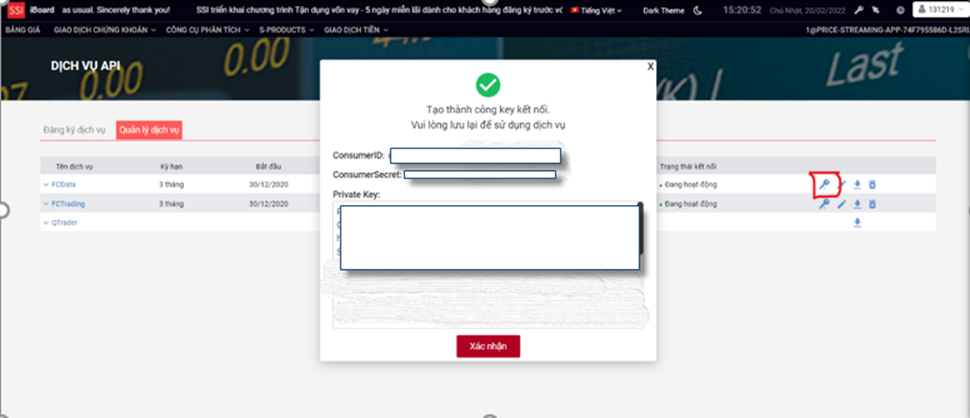 SSI iBoard as usual. Sincerely thank you! SSI triển khai chương trình Tận dụng vốn vay - 5 ngày miễn lãi dành cho khách hàng đăng ký trước Tiếng Việt Dark Theme 15:20:52 Chủ Nhật, 20/02/2022 131219
BẢNG GIÁ GIAO DỊCH CHỨNG KHOÁN CÔNG CỤ PHÂN TÍCH S-PRODUCTS GIAO DỊCH TIỀN 1@PRICE-STREAMING-APP-74F795586D-L2SRL
DỊCH VỤ API
0.00
0.00
Last
X
Tạo thành công key kết nối.
Vui lòng lưu lại để sử dụng dịch vụ
Đăng ký dịch vụ Quản lý dịch vụ
ConsumerID:
ConsumerSecret:
Private Key:
Tên dịch vụ Kỳ hạn Bắt đầu Trạng thái kết nối
FCData 3 tháng 30/12/2020 Đang hoạt động
FCTrading 3 tháng 30/12/2020 Đang hoạt động
QTrader
Xác nhận